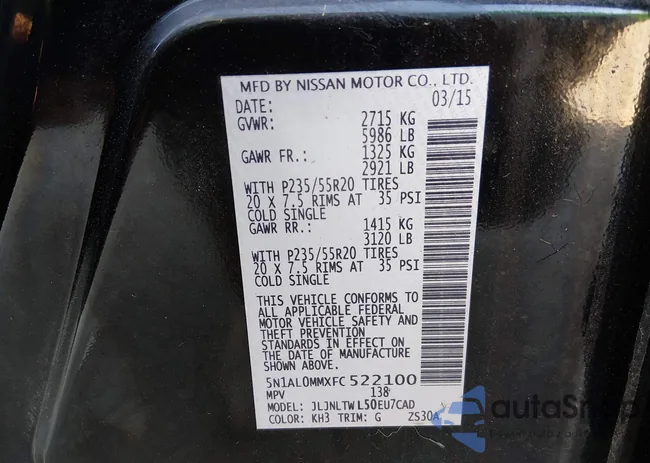 MFD BY NISSAN MOTOR CO., LTD.
DATE: 03/15
GVWR: 2715 KG
5986 LB
GAWR FR.: 1325 KG
2921 LB
WITH P235/55R20 TIRES
20 X 7.5 RIMS AT 35 PSI
COLD SINGLE
GAWR RR.: 1415 KG
3120 LB
WITH P235/55R20 TIRES
20 X 7.5 RIMS AT 35 PSI
COLD SINGLE
THIS VEHICLE CONFORMS TO
ALL APPLICABLE FEDERAL
MOTOR VEHICLE SAFETY AND
THEFT PREVENTION
STANDARDS IN EFFECT ON
THE DATE OF MANUFACTURE
SHOWN ABOVE.
5N1AL0MMXFC522100
MPV 138
MODEL: JLJNLTWL50EU7CAD
COLOR: KH3 TRIM: G ZS30A
autaSnap